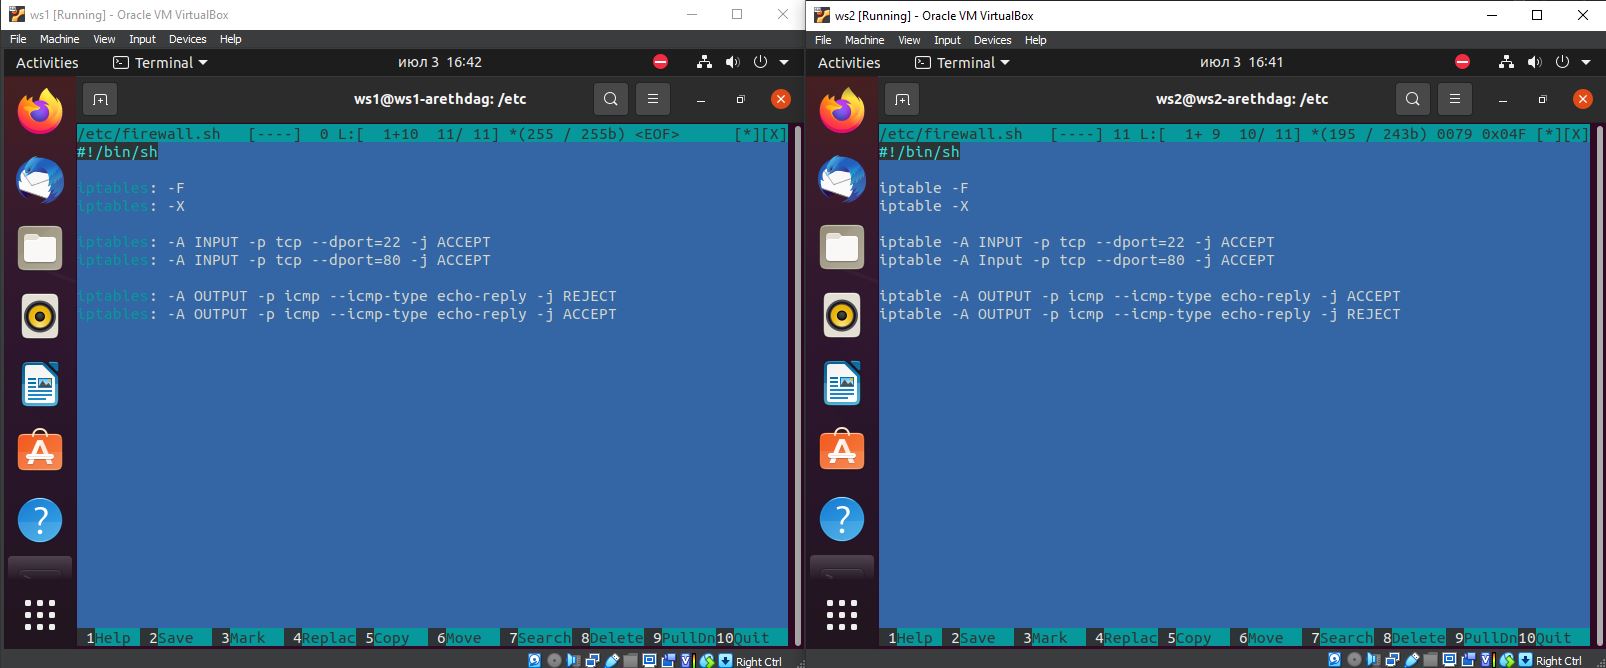 ws1 [Running] - Oracle VM VirtualBox
File Machine View Input Devices Help
Activities Terminal июл 3 16:42
ws1@ws1-arethdag: /etc
/etc/firewall.sh [----] 0 L:[ 1+10 11/ 11] *(255 / 255b) <EOF> [*][X]
#!/bin/sh
iptables: -F
iptables: -X
iptables: -A INPUT -p tcp --dport=22 -j ACCEPT
iptables: -A INPUT -p tcp --dport=80 -j ACCEPT
iptables: -A OUTPUT -p icmp --icmp-type echo-reply -j REJECT
iptables: -A OUTPUT -p icmp --icmp-type echo-reply -j ACCEPT
1Help 2Save 3Mark 4Replac 5Copy 6Move 7Search 8Delete 9PullDn 10Quit
Right Ctrl
ws2 [Running] - Oracle VM VirtualBox
File Machine View Input Devices Help
Activities Terminal июл 3 16:41
ws2@ws2-arethdag: /etc
/etc/firewall.sh [----] 11 L:[ 1+ 9 10/ 11] *(195 / 243b) 0079 0x04F [*][X]
#!/bin/sh
iptable -F
iptable -X
iptable -A INPUT -p tcp --dport=22 -j ACCEPT
iptable -A Input -p tcp --dport=80 -j ACCEPT
iptable -A OUTPUT -p icmp --icmp-type echo-reply -j ACCEPT
iptable -A OUTPUT -p icmp --icmp-type echo-reply -j REJECT
1Help 2Save 3Mark 4Replac 5Copy 6Move 7Search 8Delete 9PullDn 10Quit
Right Ctrl